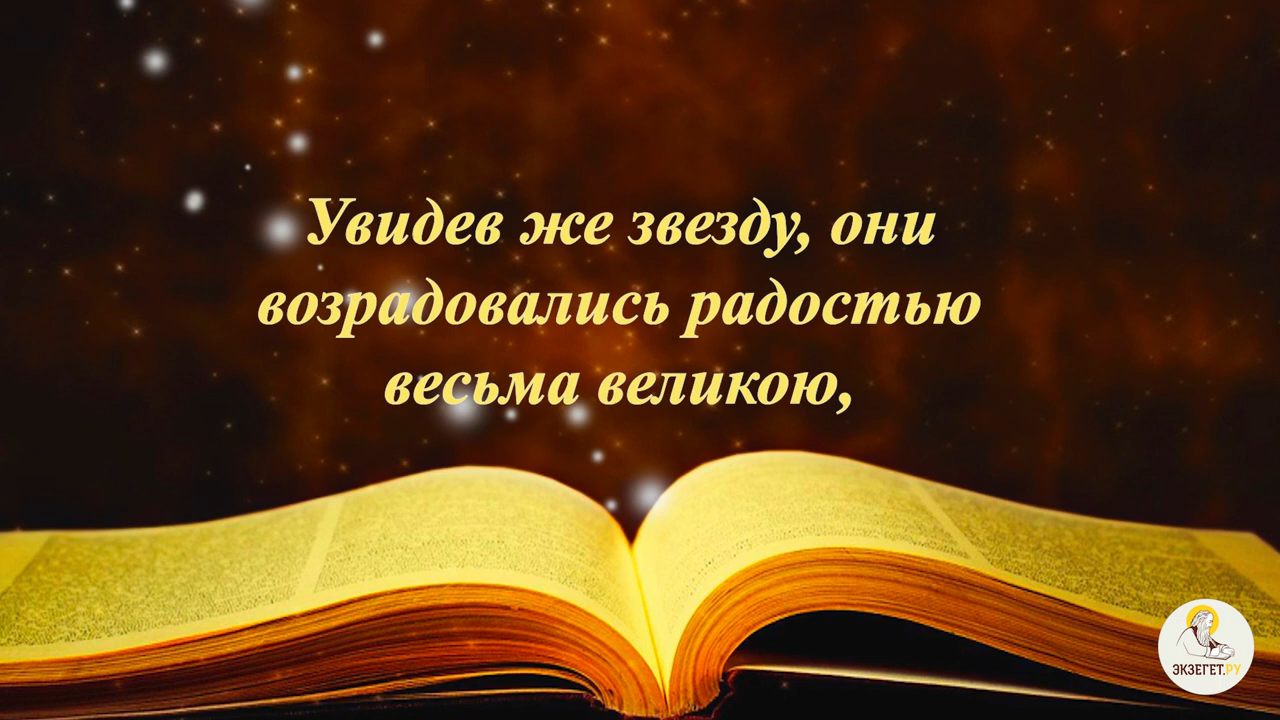 Увидев же звезду, они
возрадовались радостью
весьма великою,
ЭКЗЕГЕТ.РУ